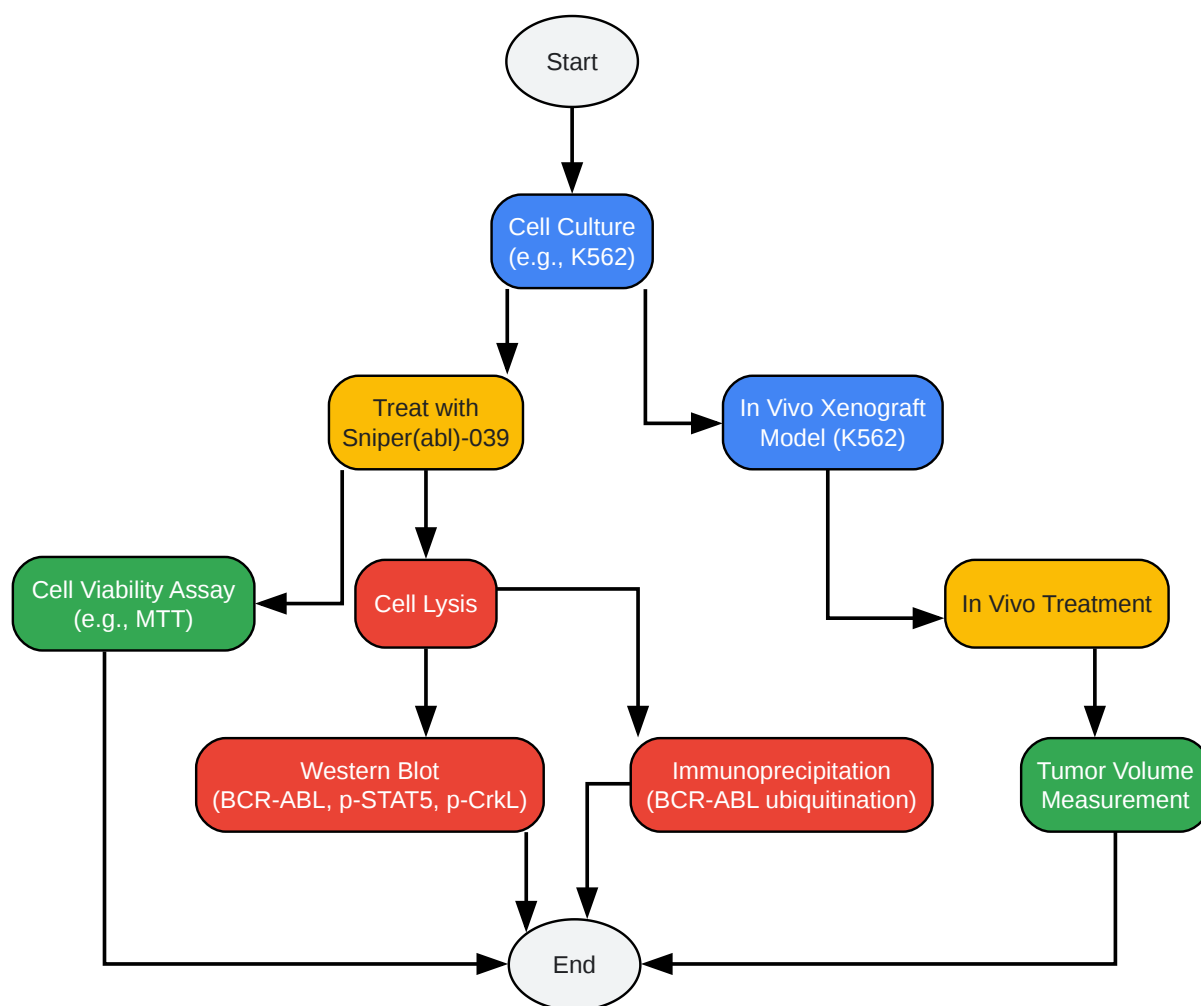 Start
Cell Culture
(e.g., K562)
Treat with
Sniper(abl)-039
In Vivo Xenograft
Model (K562)
Cell Viability Assay
(e.g., MTT)
Cell Lysis
In Vivo Treatment
Western Blot
(BCR-ABL, p-STAT5, p-CrkL)
Immunoprecipitation
(BCR-ABL ubiquitination)
Tumor Volume
Measurement
End